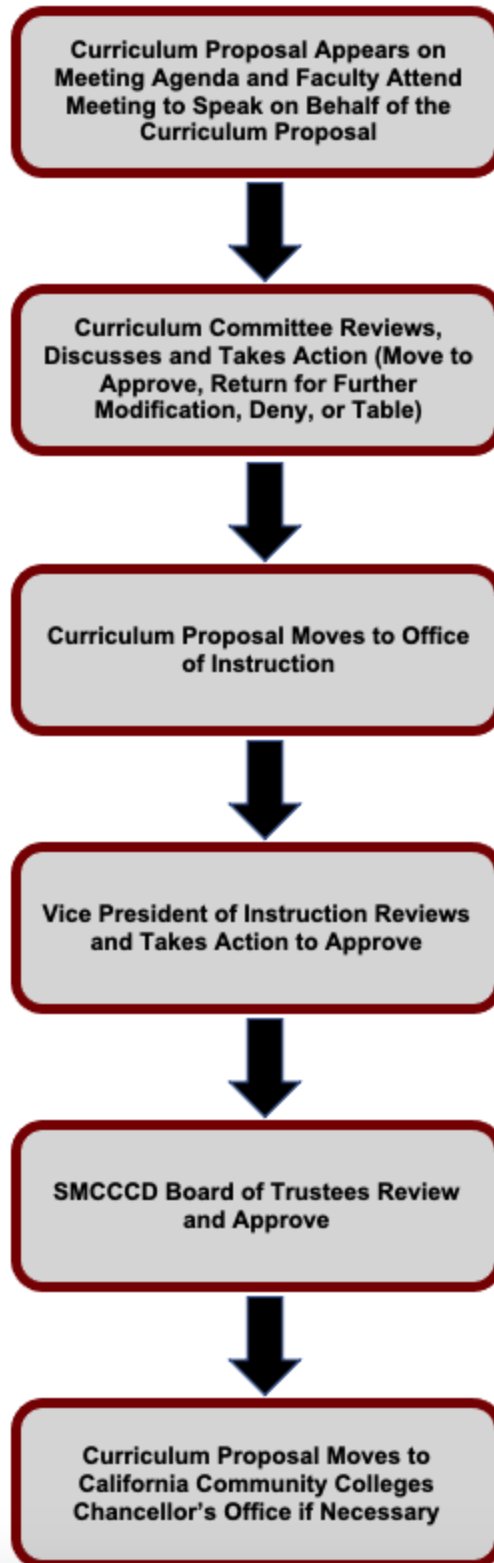 Curriculum Proposal Appears on
Meeting Agenda and Faculty Attend
Meeting to Speak on Behalf of the
Curriculum Proposal
Curriculum Committee Reviews,
Discusses and Takes Action (Move to
Approve, Return for Further
Modification, Deny, or Table)
Curriculum Proposal Moves to Office
of Instruction
Vice President of Instruction Reviews
and Takes Action to Approve
SMCCCD Board of Trustees Review
and Approve
Curriculum Proposal Moves to
California Community Colleges
Chancellor's Office if Necessary